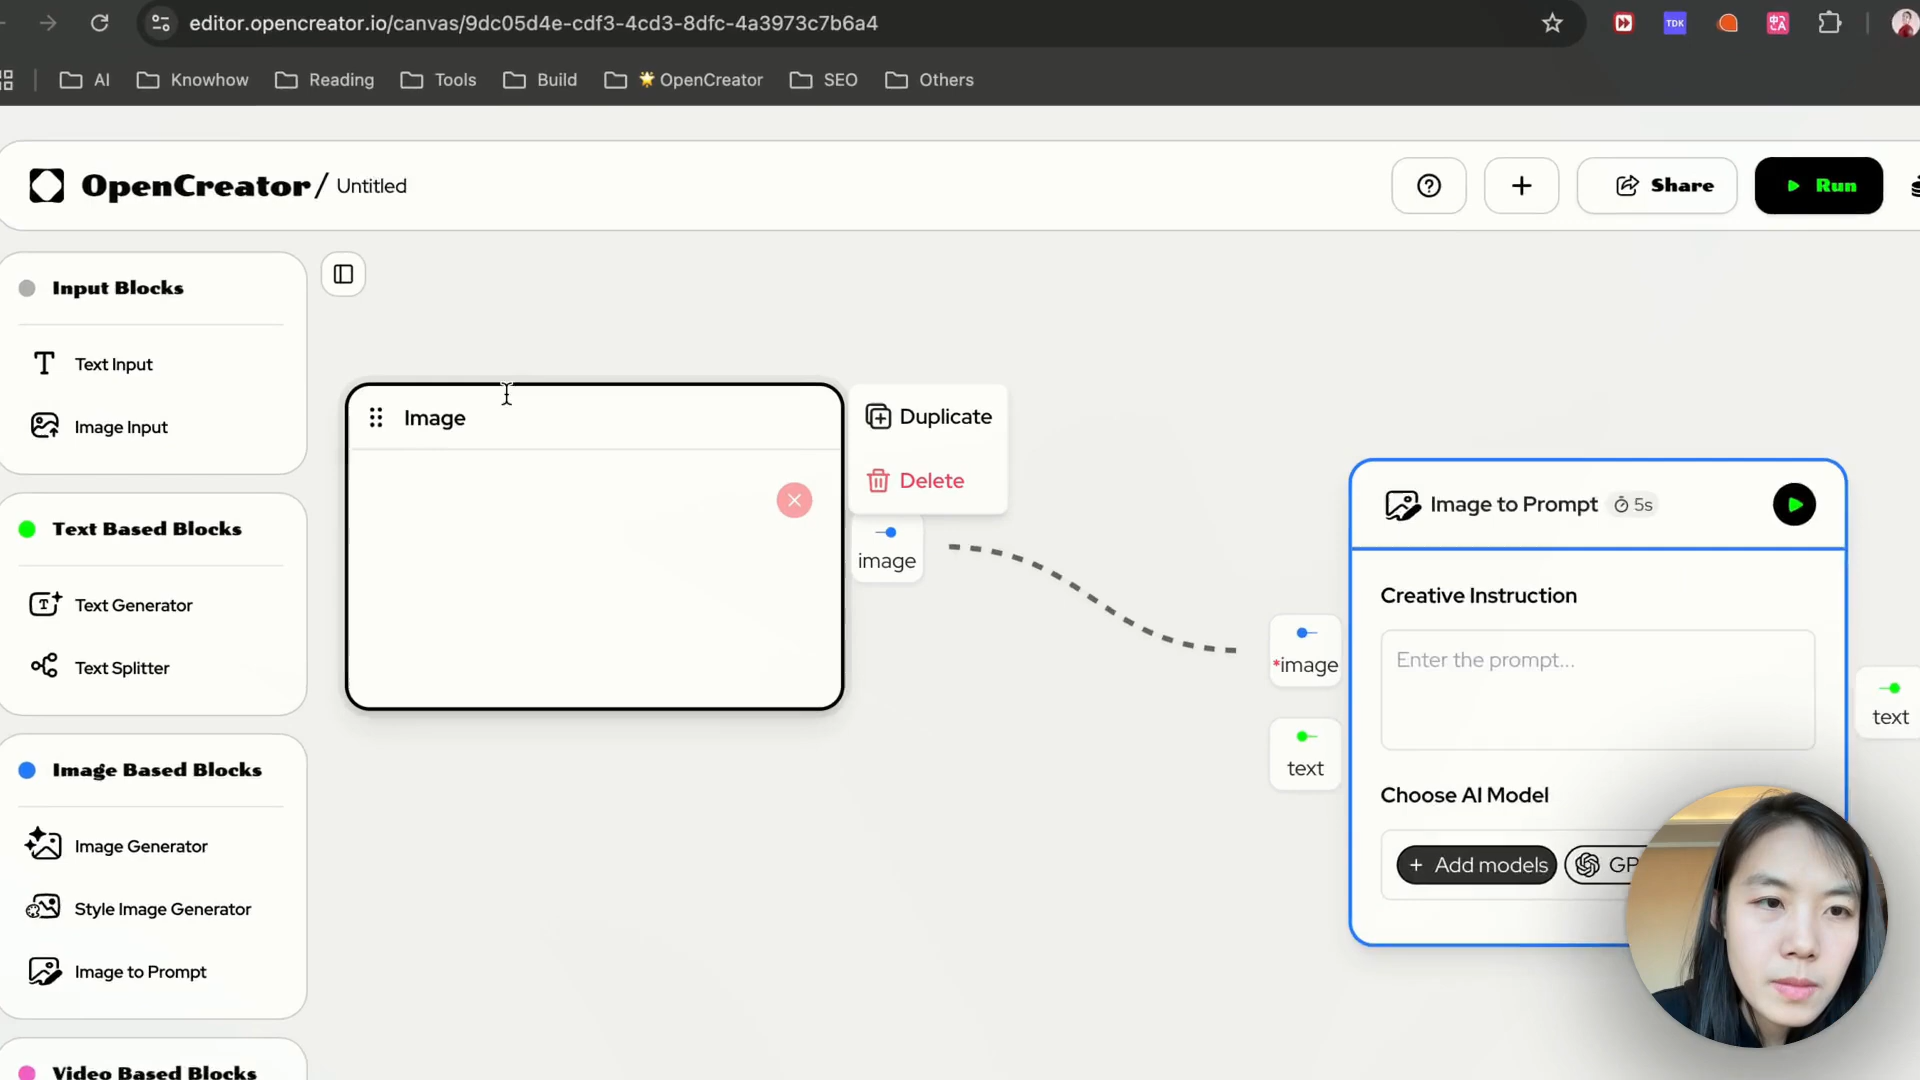 editor.opencreator.io/canvas/9dc05d4e-cdf3-4cd3-8dfc-4a3973c7b6a4
TDK
AI
Knowhow
Reading
Tools
Build
OpenCreator
SEO
Others
OpenCreator / Untitled
Share
Run
Input Blocks
Text Input
Image Input
Text Based Blocks
Text Generator
Text Splitter
Image Based Blocks
Image Generator
Style Image Generator
Image to Prompt
Video Based Blocks
Image
Duplicate
Delete
image
*image
text
Image to Prompt 5s
Creative Instruction
Enter the prompt...
Choose AI Model
+ Add models
GP
text